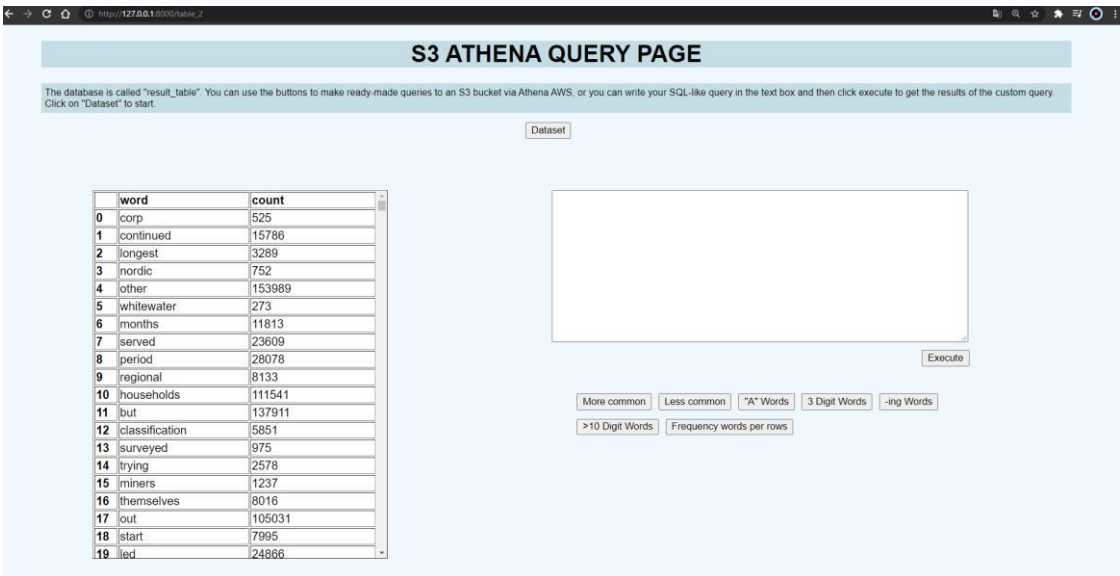 http://127.0.0.1:8000/table_2
S3 ATHENA QUERY PAGE
The database is called "result_table". You can use the buttons to make ready-made queries to an S3 bucket via Athena AWS, or you can write your SQL-like query in the text box and then click execute to get the results of the custom query.
Click on "Dataset" to start.
Dataset
word count
0 corp 525
1 continued 15786
2 longest 3289
3 nordic 752
4 other 153989
5 whitewater 273
6 months 11813
7 served 23609
8 period 28078
9 regional 8133
10 households 111541
11 but 137911
12 classification 5851
13 surveyed 975
14 trying 2578
15 miners 1237
16 themselves 8016
17 out 105031
18 start 7995
19 led 24866
Execute
More common Less common "A" Words 3 Digit Words -ing Words
>10 Digit Words Frequency words per rows